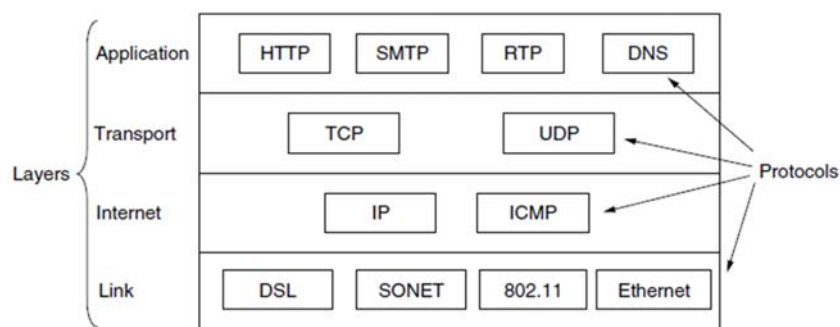 Application HTTP SMTP RTP DNS
Transport TCP UDP
Layers Protocols
Internet IP ICMP
Link DSL SONET 802.11 Ethernet